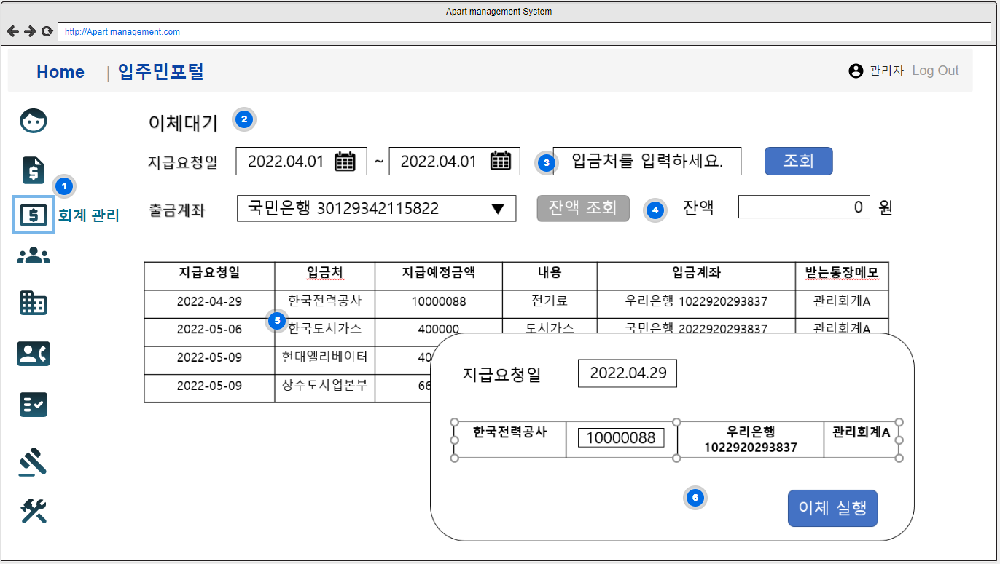 Apart management System
http://Apart management.com
Home | 입주민포털
관리자 Log Out
이체대기 2
지급요청일 2022.04.01 ~ 2022.04.01 3 입금처를 입력하세요. 조회
1
회계 관리
출금계좌 국민은행 30129342115822 잔액 조회 4 잔액 0 원
지급요청일 입금처 지급예정금액 내용 입금계좌 받는통장메모
2022-04-29 한국전력공사 10000088 전기료 우리은행 1022920293837 관리회계A
5
2022-05-06 한국도시가스 400000 도시가스 국민은행 2022920293837 관리회계A
2022-05-09 현대엘리베이터 40
2022-05-09 상수도사업본부 66
지급요청일 2022.04.29
한국전력공사 10000088 우리은행 관리회계A
1022920293837
6
이체 실행